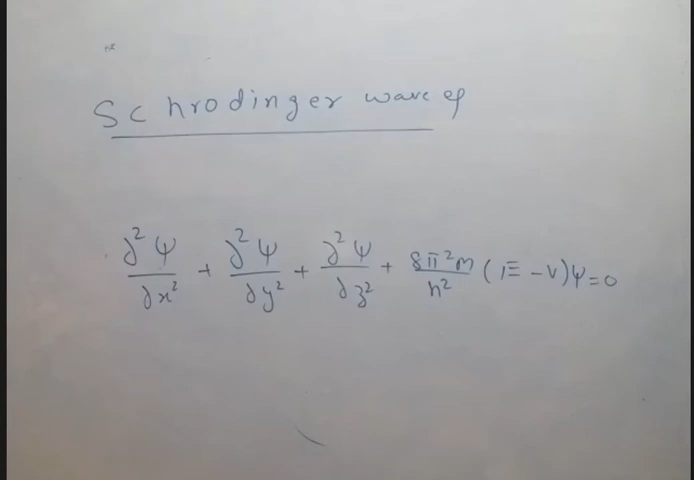 Schrodinger wave eq
∂²ψ/∂x² + ∂²ψ/∂y² + ∂²ψ/∂z² + 8π²m/h² (E - V)ψ = 0